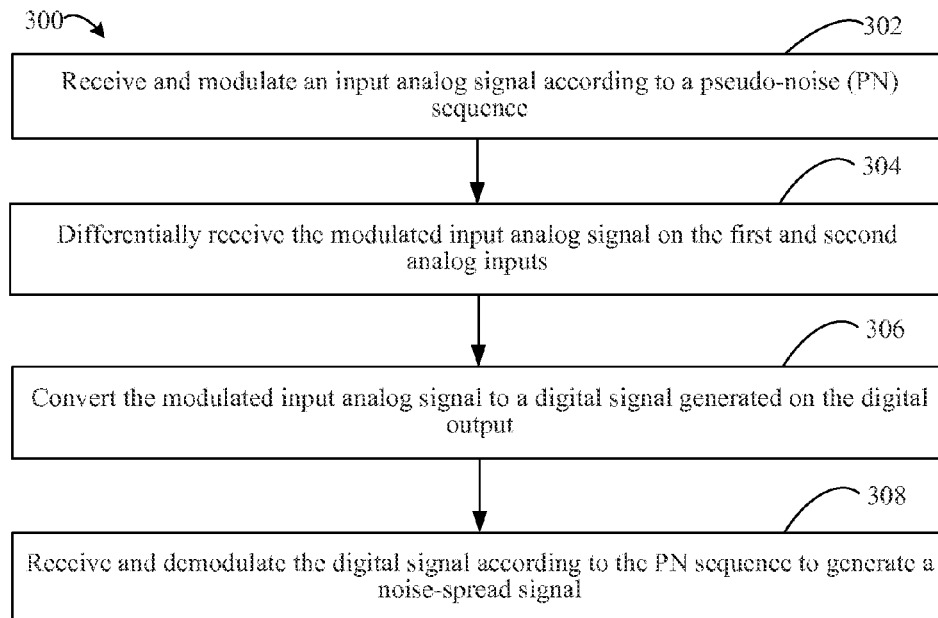 300
302
Receive and modulate an input analog signal according to a pseudo-noise (PN)
sequence
304
Differentially receive the modulated input analog signal on the first and second
analog inputs
306
Convert the modulated input analog signal to a digital signal generated on the digital
output
308
Receive and demodulate the digital signal according to the PN sequence to generate a
noise-spread signal